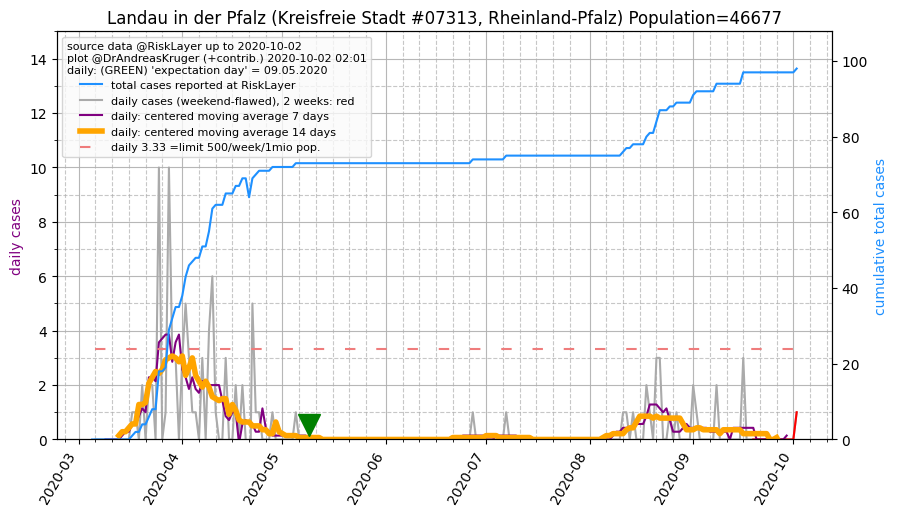 Landau in der Pfalz (Kreisfreie Stadt #07313, Rheinland-Pfalz) Population=46677
source data @RiskLayer up to 2020-10-02
plot @DrAndreasKruger (+contrib.) 2020-10-02 02:01
daily: (GREEN) 'expectation day' = 09.05.2020
total cases reported at RiskLayer
daily cases (weekend-flawed), 2 weeks: red
daily: centered moving average 7 days
daily: centered moving average 14 days
daily 3.33 =limit 500/week/1mio pop.
daily cases
14
12
10
8
6
4
2
0
cumulative total cases
100
80
60
40
20
0
2020-03
2020-04
2020-05
2020-06
2020-07
2020-08
2020-09
2020-10